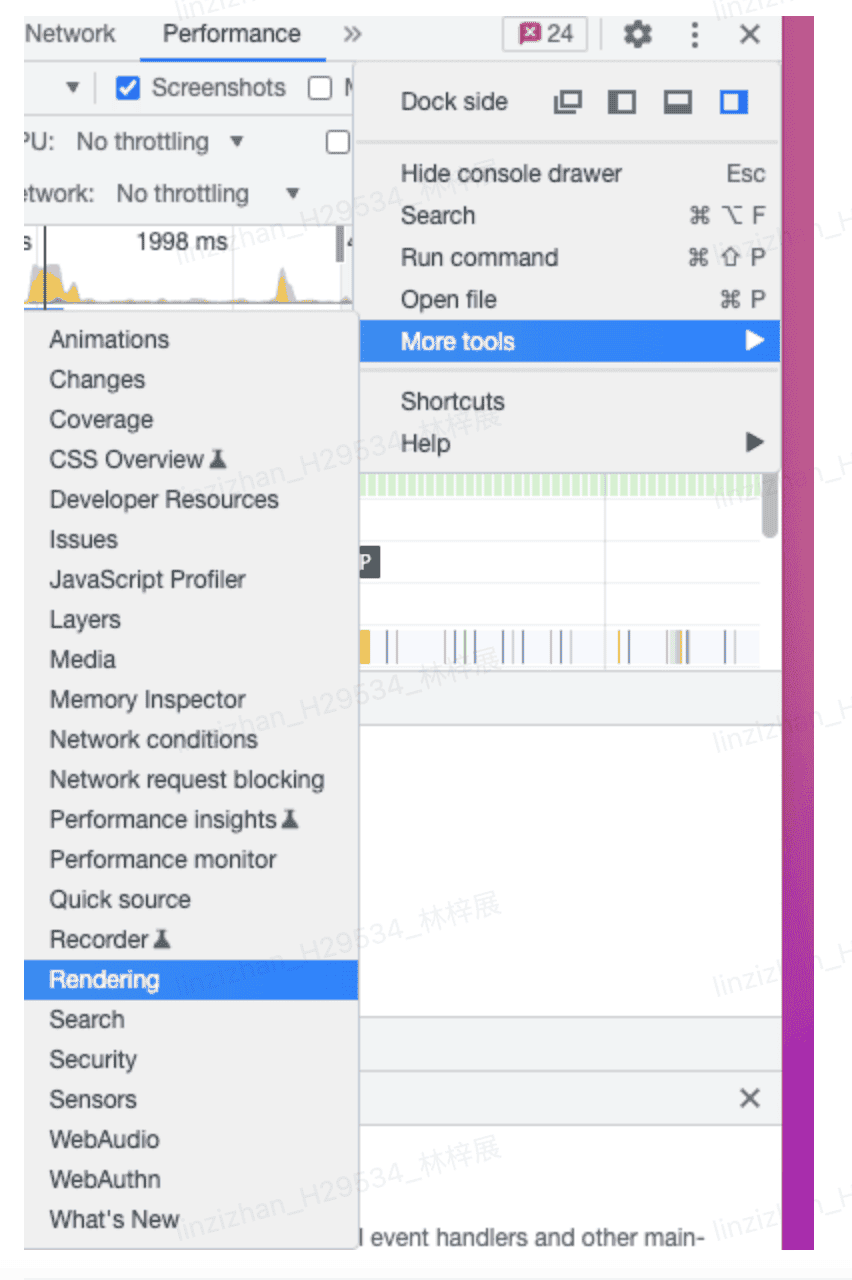 Network Performance » 24
Screenshots M
PU: No throttling
etwork: No throttling
s 1998 ms 4
Dock side
Hide console drawer Esc
Search ⌘ ⌥ F
Run command ⌘ ⇧ P
Open file ⌘ P
More tools
Shortcuts
Help
Animations
Changes
Coverage
CSS Overview
Developer Resources
Issues
JavaScript Profiler
Layers
Media
Memory Inspector
Network conditions
Network request blocking
Performance insights
Performance monitor
Quick source
Recorder
Rendering
Search
Security
Sensors
WebAudio
WebAuthn
What's New
P
l event handlers and other main-
linzizhan_H29534_林梓展